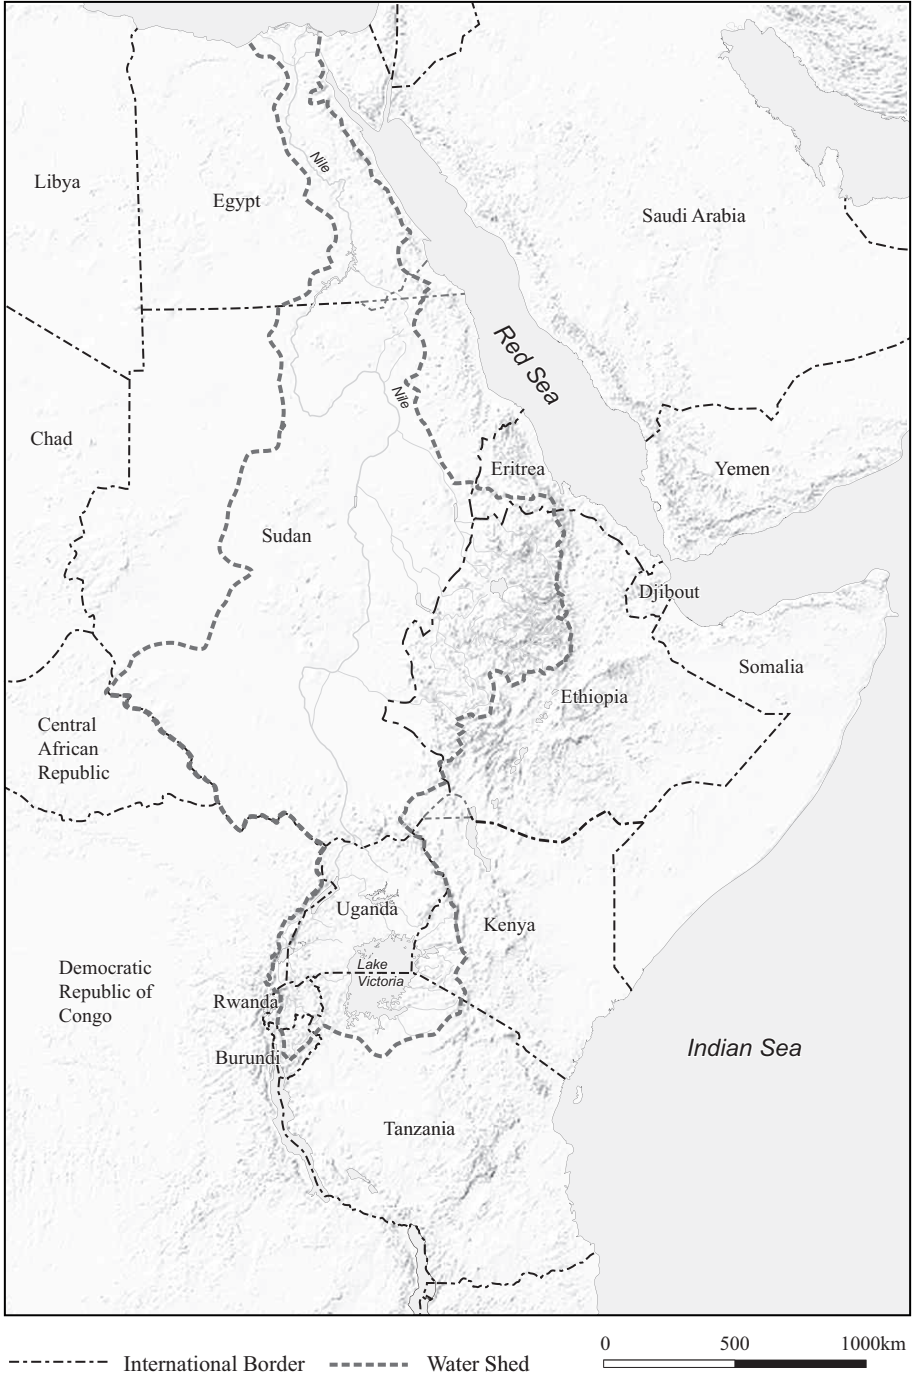 Nile
Libya
Egypt
Saudi Arabia
Red Sea
Nile
Chad
Eritrea
Yemen
Sudan
Djibout
Somalia
Ethiopia
Central
African
Republic
Uganda
Kenya
Lake
Victoria
Democratic
Republic of
Congo
Rwanda
Burundi
Indian Sea
Tanzania
0 500 1000km
International Border Water Shed